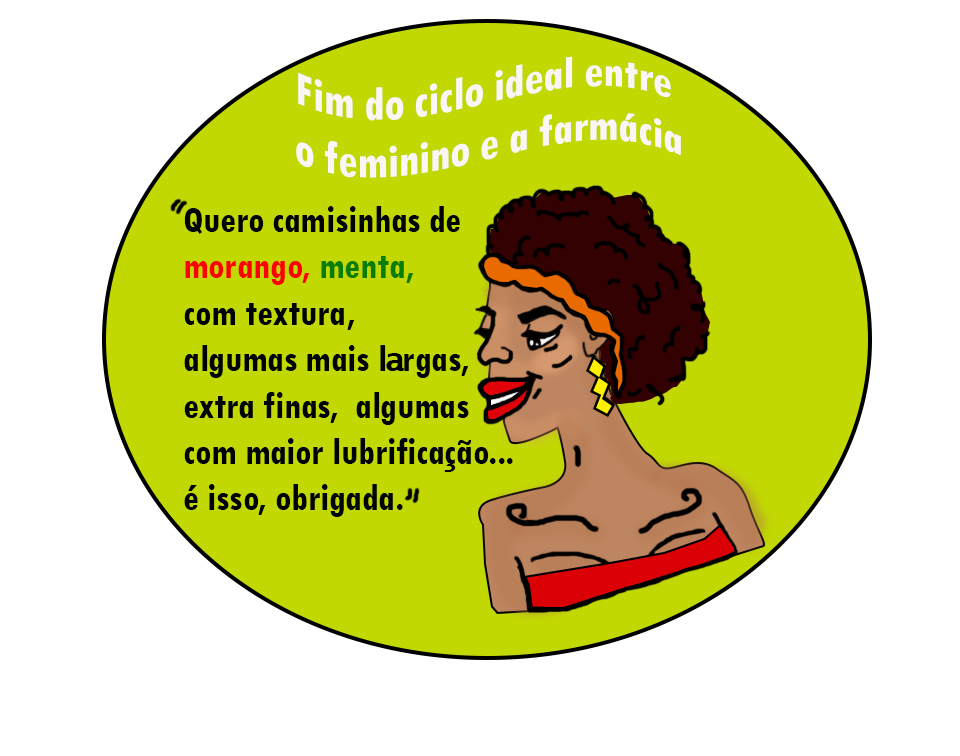 Fim do ciclo ideal entre
o feminino e a farmácia
"Quero camisinhas de
morango, menta,
com textura,
algumas mais largas,
extra finas, algumas
com maior lubrificação...
é isso, obrigada."